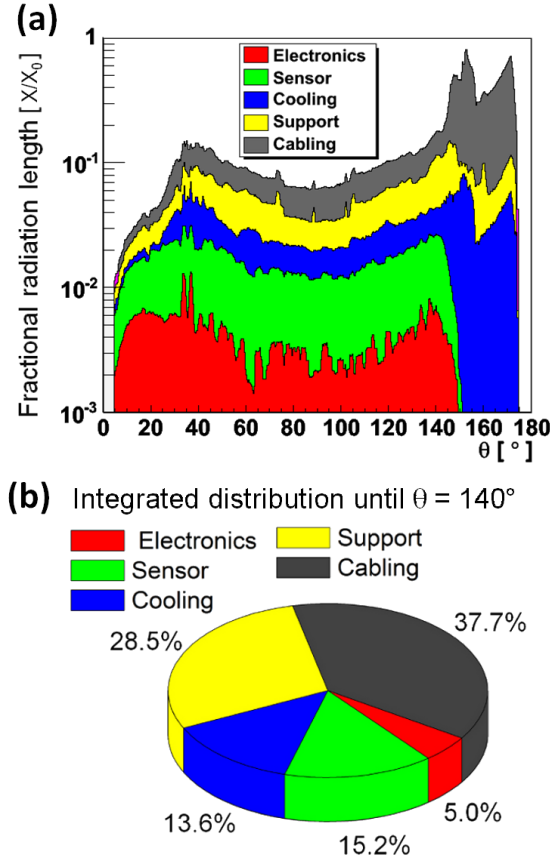 (a)
Fractional radiation length [ X/X₀ ]
1
10⁻¹
10⁻²
10⁻³
Electronics
Sensor
Cooling
Support
Cabling
0 20 40 60 80 100 120 140 160 180
θ [ ° ]
(b) Integrated distribution until θ = 140°
Electronics Support
Sensor Cabling
Cooling
37.7%
28.5%
5.0%
13.6%
15.2%